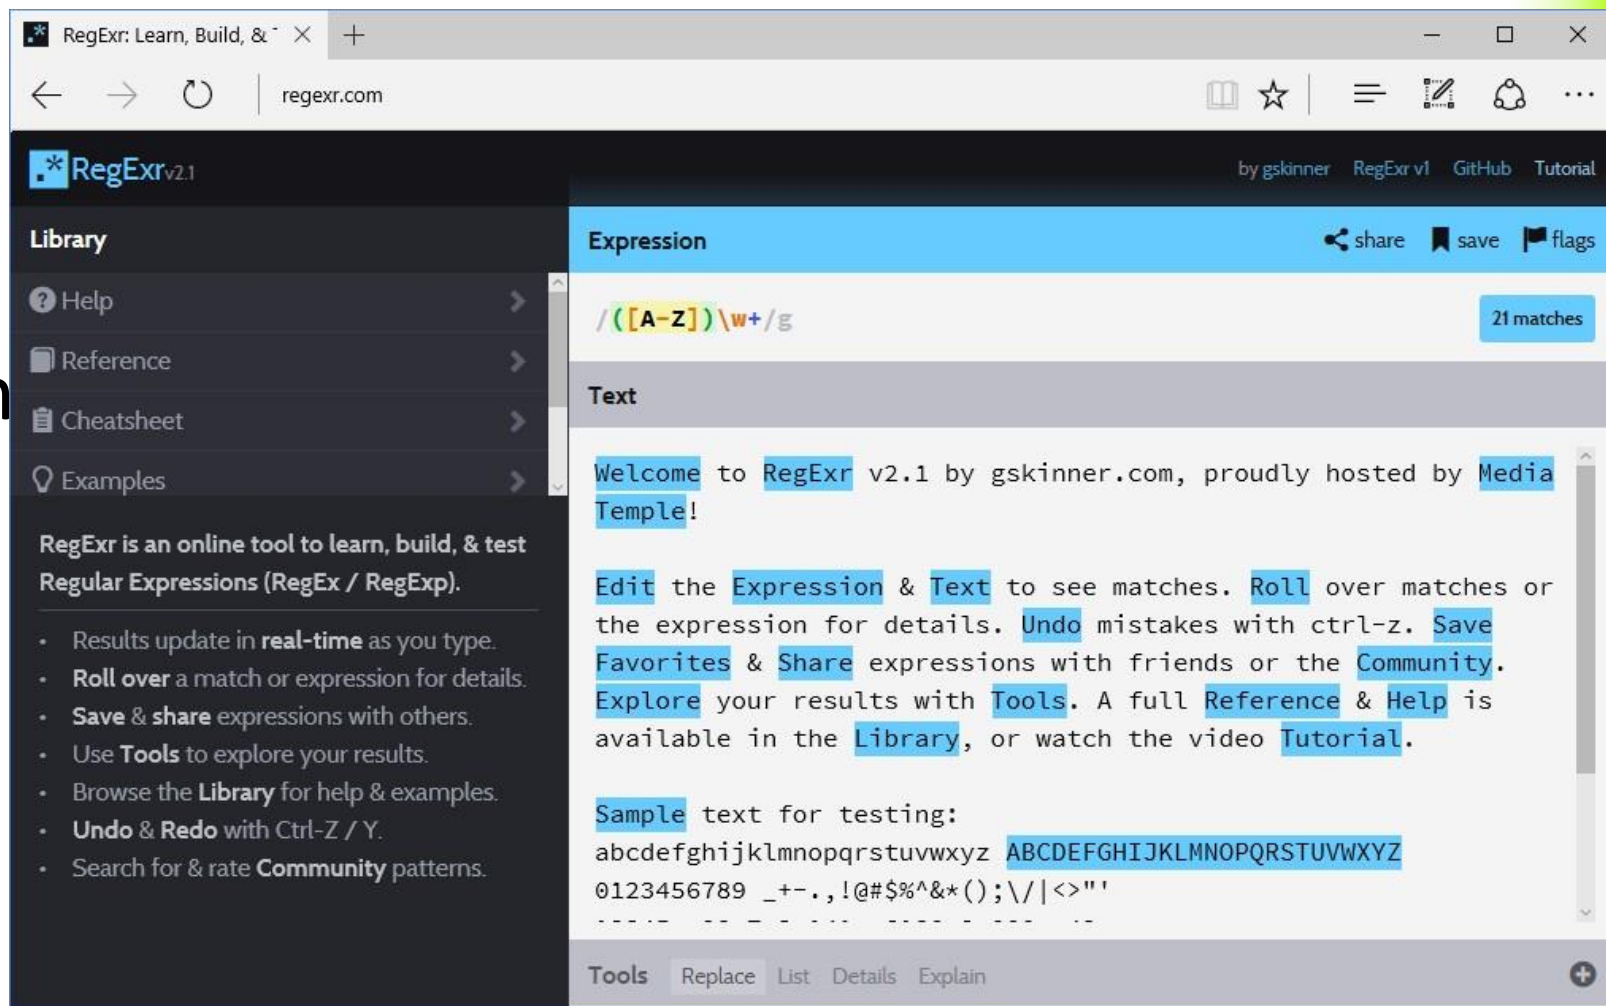 RegExr: Learn, Build, &
regexr.com
RegExr v2.1
by gskinner RegExr v1 GitHub Tutorial
Library
Help
Reference
Cheatsheet
Examples
RegExr is an online tool to learn, build, & test
Regular Expressions (RegEx / RegExp).
• Results update in real-time as you type.
• Roll over a match or expression for details.
• Save & share expressions with others.
• Use Tools to explore your results.
• Browse the Library for help & examples.
• Undo & Redo with Ctrl-Z / Y.
• Search for & rate Community patterns.
Expression share save flags
/([A-Z])\w+/g 21 matches
Text
Welcome to RegExr v2.1 by gskinner.com, proudly hosted by Media
Temple!
Edit the Expression & Text to see matches. Roll over matches or
the expression for details. Undo mistakes with ctrl-z. Save
Favorites & Share expressions with friends or the Community.
Explore your results with Tools. A full Reference & Help is
available in the Library, or watch the video Tutorial.
Sample text for testing:
abcdefghijklmnopqrstuvwxyz ABCDEFGHIJKLMNOPQRSTUVWXYZ
0123456789 _+-.,!@#$%^&*();\/|<>"'
Tools Replace List Details Explain